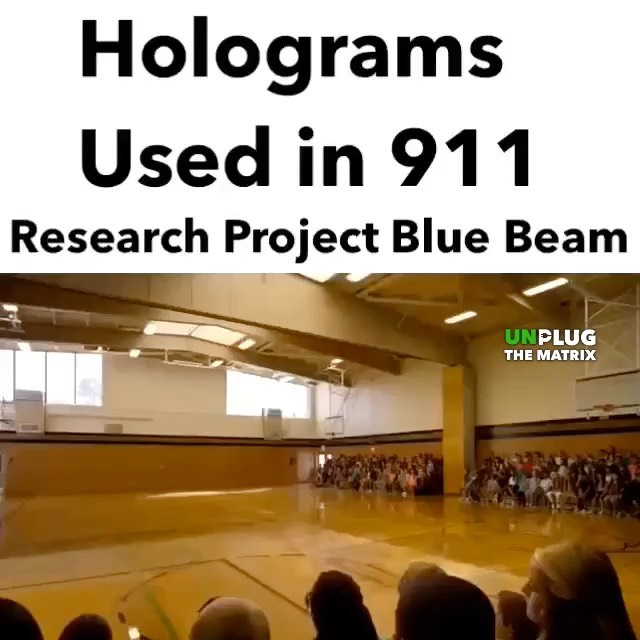 Holograms
Used in 911
Research Project Blue Beam
UNPLUG
THE MATRIX